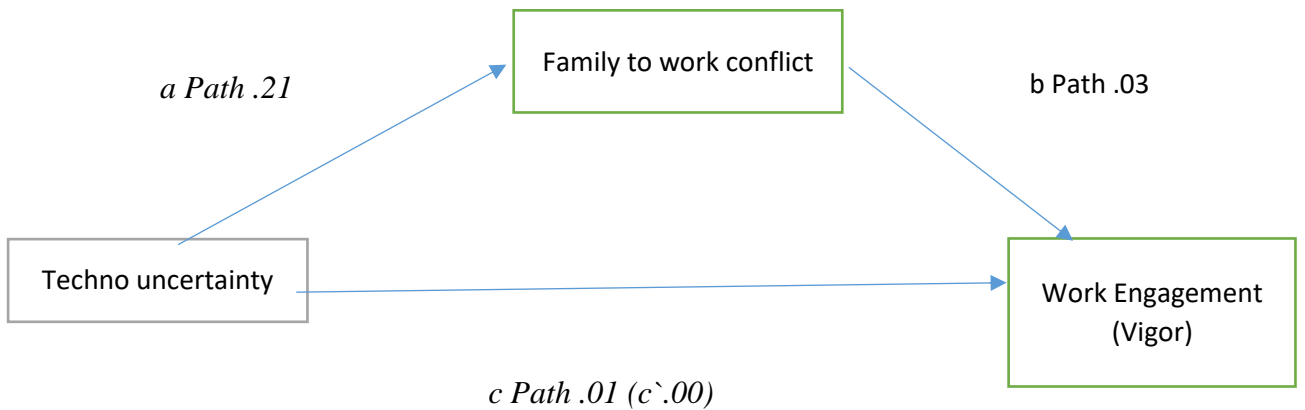 Family to work conflict
a Path .21
b Path .03
Techno uncertainty
Work Engagement
(Vigor)
c Path .01 (c`.00)